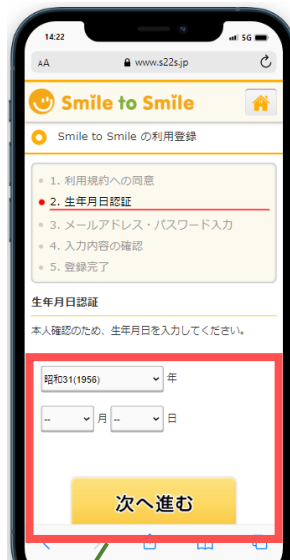 14:22
5G
AA
www.s22s.jp
Smile to Smile
Smile to Smile の利用登録
1. 利用規約への同意
2. 生年月日認証
3. メールアドレス・パスワード入力
4. 入力内容の確認
5. 登録完了
生年月日認証
本人確認のため、生年月日を入力してください。
昭和31(1956) 年
-- 月 -- 日
次へ進む